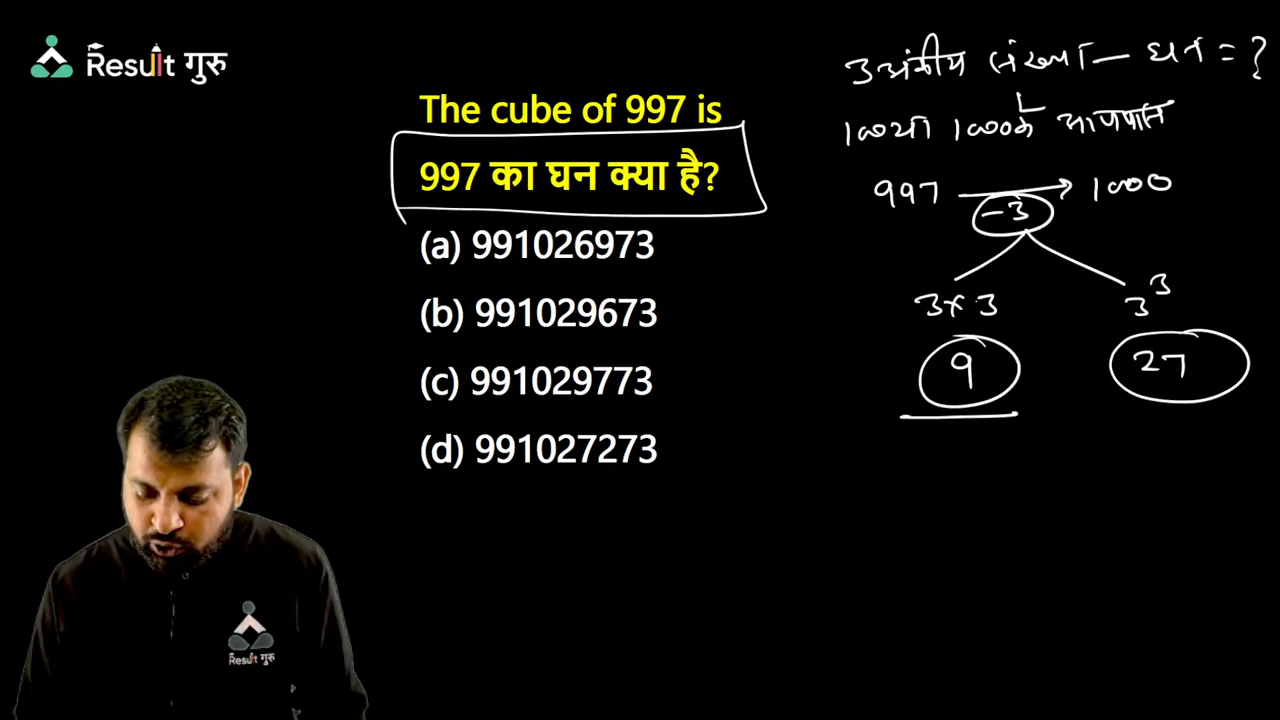 Result गुरु
The cube of 997 is
997 का घन क्या है?
(a) 991026973
(b) 991029673
(c) 991029773
(d) 991027273
3 अंकीय संख्या — घन = ?
100 या 1000 के आसपास
997 → 1000
-3
3×3 3³
9 27
Result गुरु